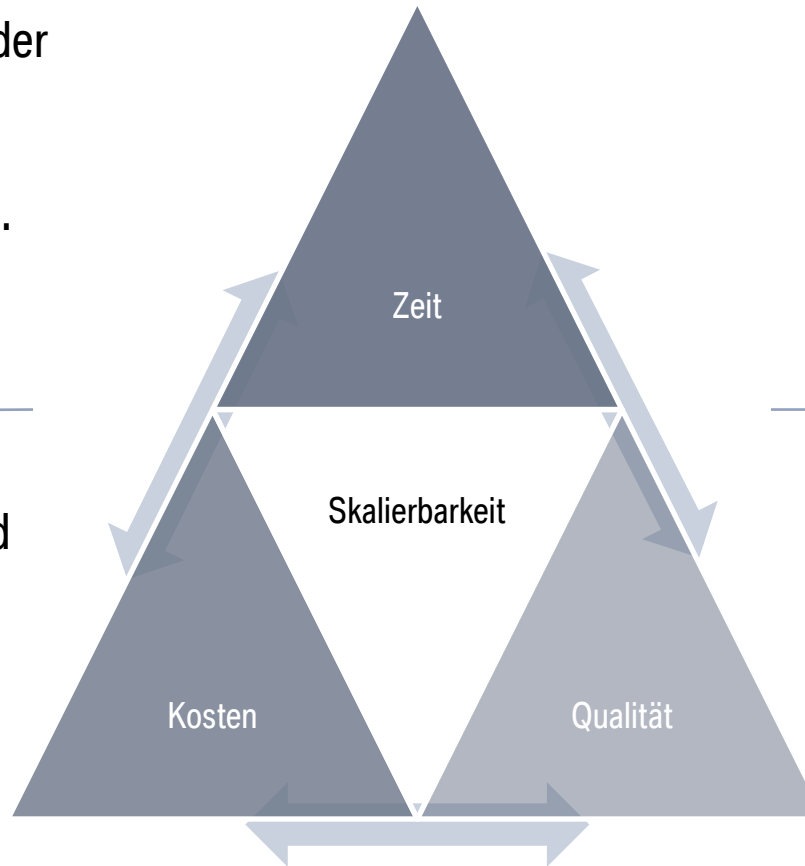 der
.
Zeit
Skalierbarkeit
d
Kosten
Qualität